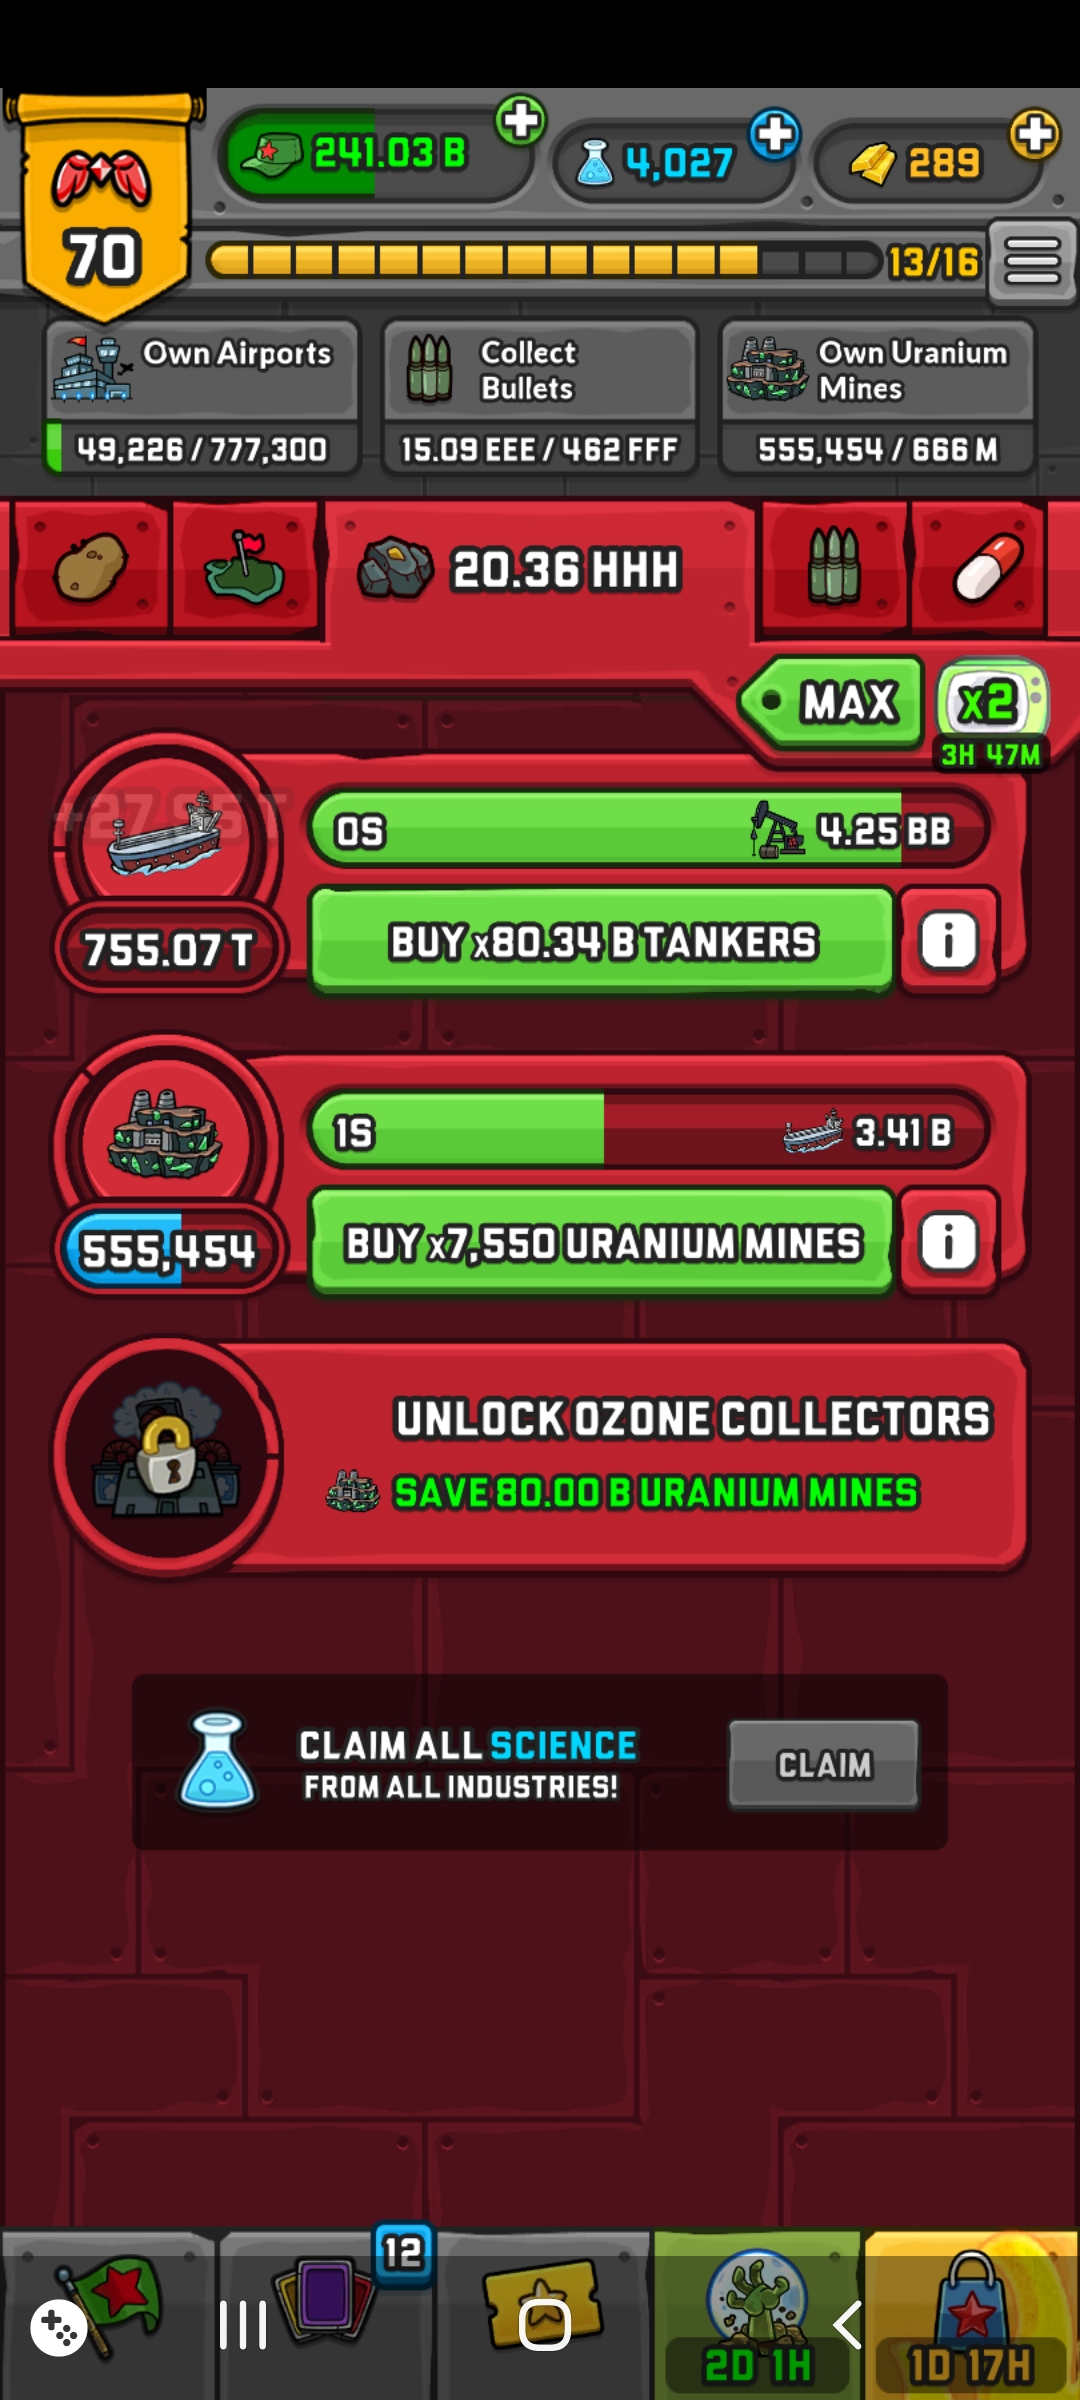 241.03 B
4,027
289
70
13/16
Own Airports
49,226 / 777,300
Collect
Bullets
15.09 EEE / 462 FFF
Own Uranium
Mines
555,454 / 666 M
20.36 HHH
MAX
x2
3H 47M
+27.95T
0S
4.25 BB
755.07 T
BUY x80.34 B TANKERS
i
1S
3.41 B
555,454
BUY x7,550 URANIUM MINES
i
UNLOCK OZONE COLLECTORS
SAVE 80.00 B URANIUM MINES
CLAIM ALL SCIENCE
FROM ALL INDUSTRIES!
CLAIM
12
2D 1H
1D 17H